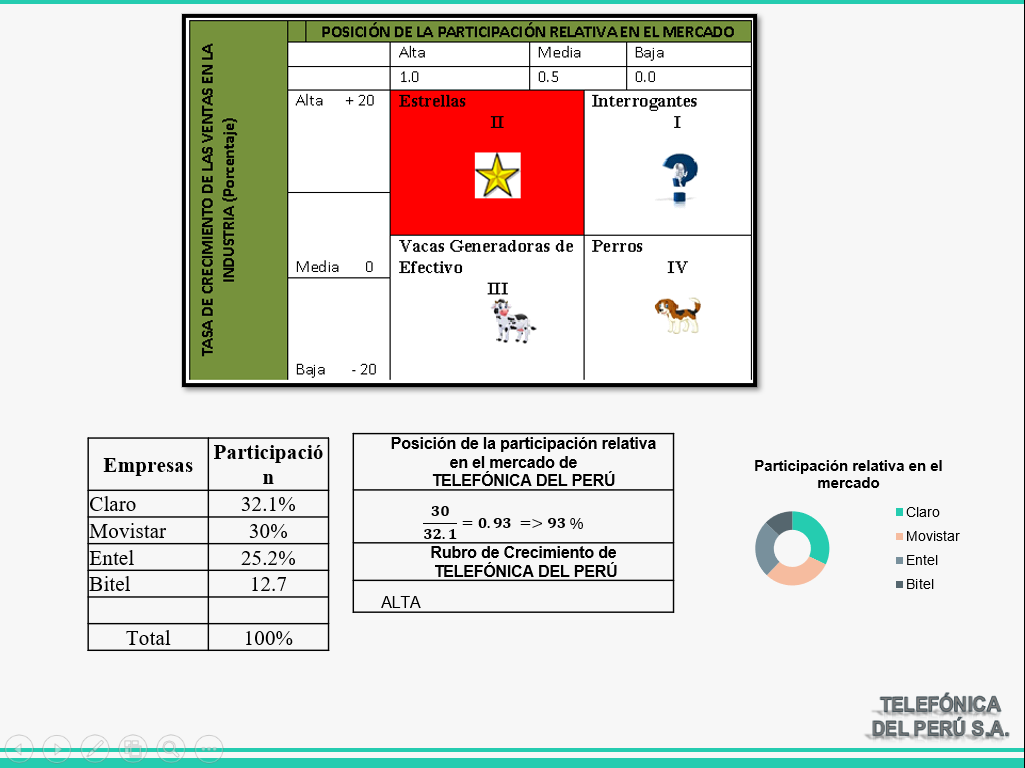 TASA DE CRECIMIENTO DE LAS VENTAS EN LA
INDUSTRIA (Porcentaje)
POSICIÓN DE LA PARTICIPACIÓN RELATIVA EN EL MERCADO
Alta Media Baja
1.0 0.5 0.0
Alta + 20
Estrellas
II
Interrogantes
I
Media 0
Vacas Generadoras de
Efectivo
III
Perros
IV
Baja - 20
Empresas Participació
n
Claro 32.1%
Movistar 30%
Entel 25.2%
Bitel 12.7
Total 100%
Posición de la participación relativa
en el mercado de
TELEFÓNICA DEL PERÚ
30
32.1
= 0.93 => 93 %
Rubro de Crecimiento de
TELEFÓNICA DEL PERÚ
ALTA
Participación relativa en el
mercado
Claro
Movistar
Entel
Bitel
TELEFÓNICA
DEL PERÚ S.A.